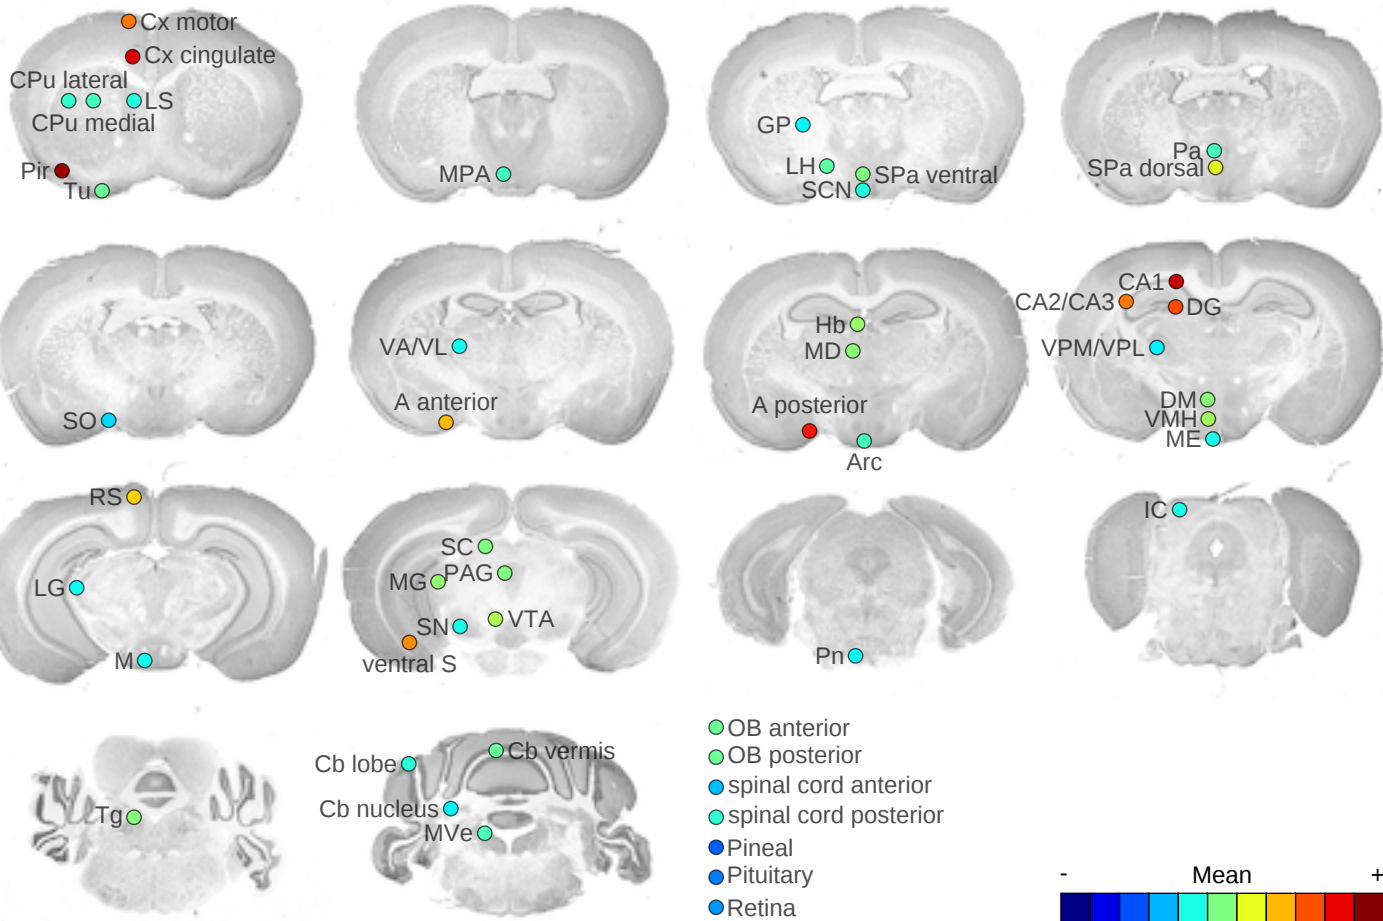 Cx motor
Cx cingulate
CPu lateral
LS
CPu medial
Pir
Tu
MPA
GP
LH
SPa ventral
SCN
Pa
SPa dorsal
SO
VA/VL
A anterior
Hb
MD
A posterior
Arc
CA1
CA2/CA3
DG
VPM/VPL
DM
VMH
ME
RS
LG
M
SC
PAG
MG
SN
VTA
ventral S
Pn
IC
Tg
Cb lobe
Cb vermis
Cb nucleus
MVe
OB anterior
OB posterior
spinal cord anterior
spinal cord posterior
Pineal
Pituitary
Retina
- Mean +